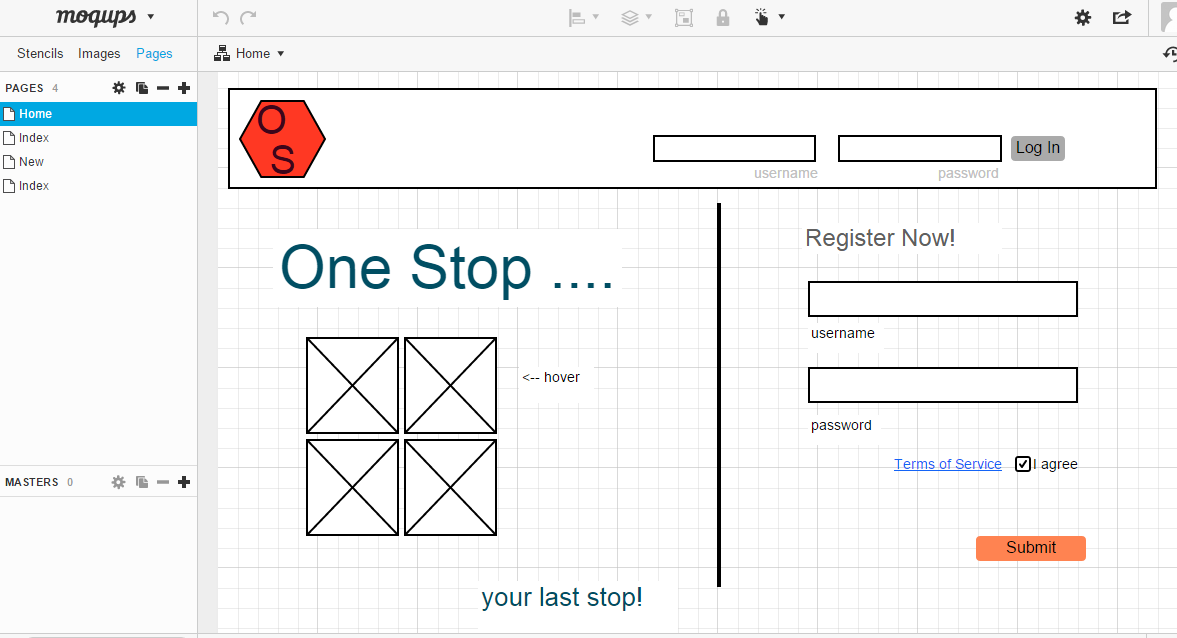 moqups
Stencils Images Pages
Home
PAGES 4
Home
Index
New
Index
MASTERS 0
O
S
username
password
Log In
One Stop ....
<-- hover
your last stop!
Register Now!
username
password
Terms of Service
I agree
Submit